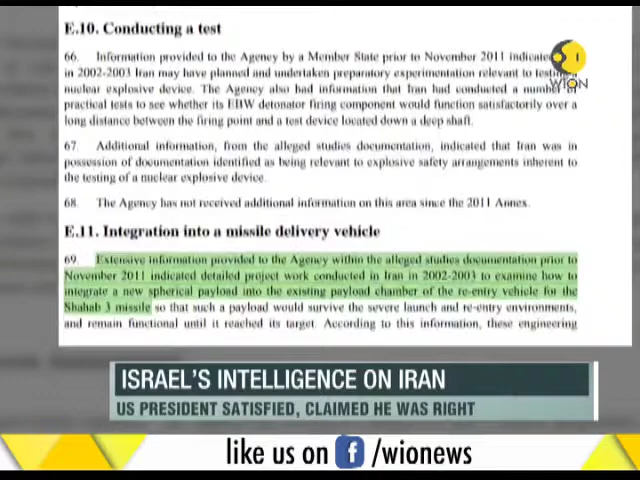 E.10. Conducting a test
66. Information provided to the Agency by a Member State prior to November 2011 indicated
in 2002-2003 Iran may have planned and undertaken preparatory experimentation relevant to testing
nuclear explosive device. The Agency also had information that Iran had conducted a number of
practical tests to see whether its EBW detonator firing component would function satisfactorily over a
long distance between the firing point and a test device located down a deep shaft.
67. Additional information, from the alleged studies documentation, indicated that Iran was in
possession of documentation identified as being relevant to explosive safety arrangements inherent to
the testing of a nuclear explosive device.
68. The Agency has not received additional information on this area since the 2011 Annex.
E.11. Integration into a missile delivery vehicle
69. Extensive information provided to the Agency within the alleged studies documentation prior to
November 2011 indicated detailed project work conducted in Iran in 2002-2003 to examine how to
integrate a new spherical payload into the existing payload chamber of the re-entry vehicle for the
Shahab 3 missile so that such a payload would survive the severe launch and re-entry environments,
and remain functional until it reached its target. According to this information, these engineering
WION
ISRAEL'S INTELLIGENCE ON IRAN
US PRESIDENT SATISFIED, CLAIMED HE WAS RIGHT
like us on f /wionews